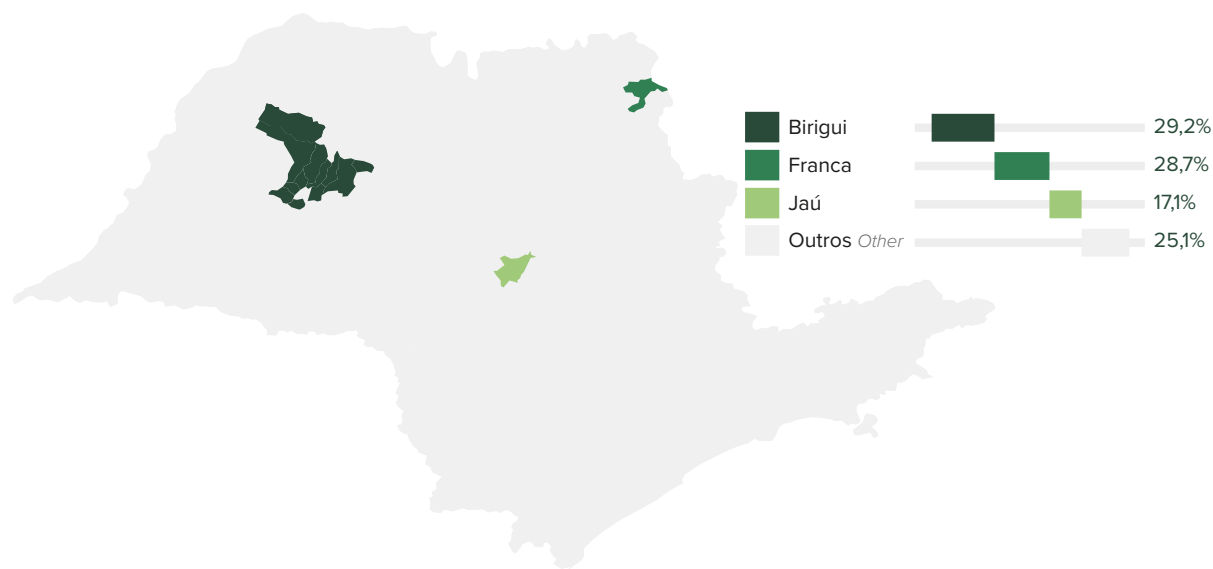 Birigui 29,2%
Franca 28,7%
Jaú 17,1%
Outros Other 25,1%